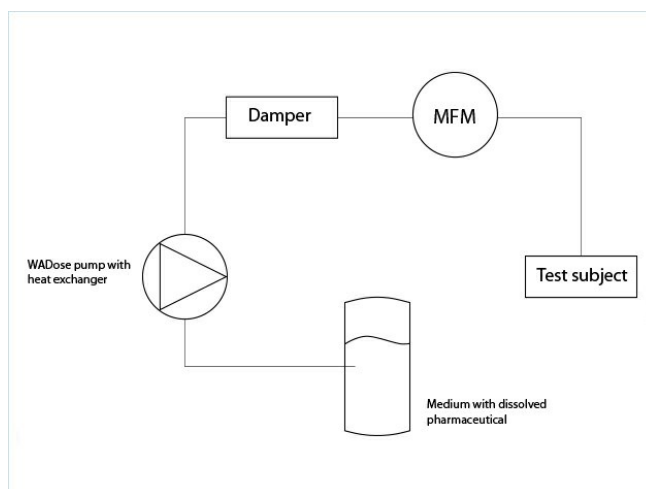 Damper
MFM
WADose pump with
heat exchanger
Test subject
Medium with dissolved
pharmaceutical